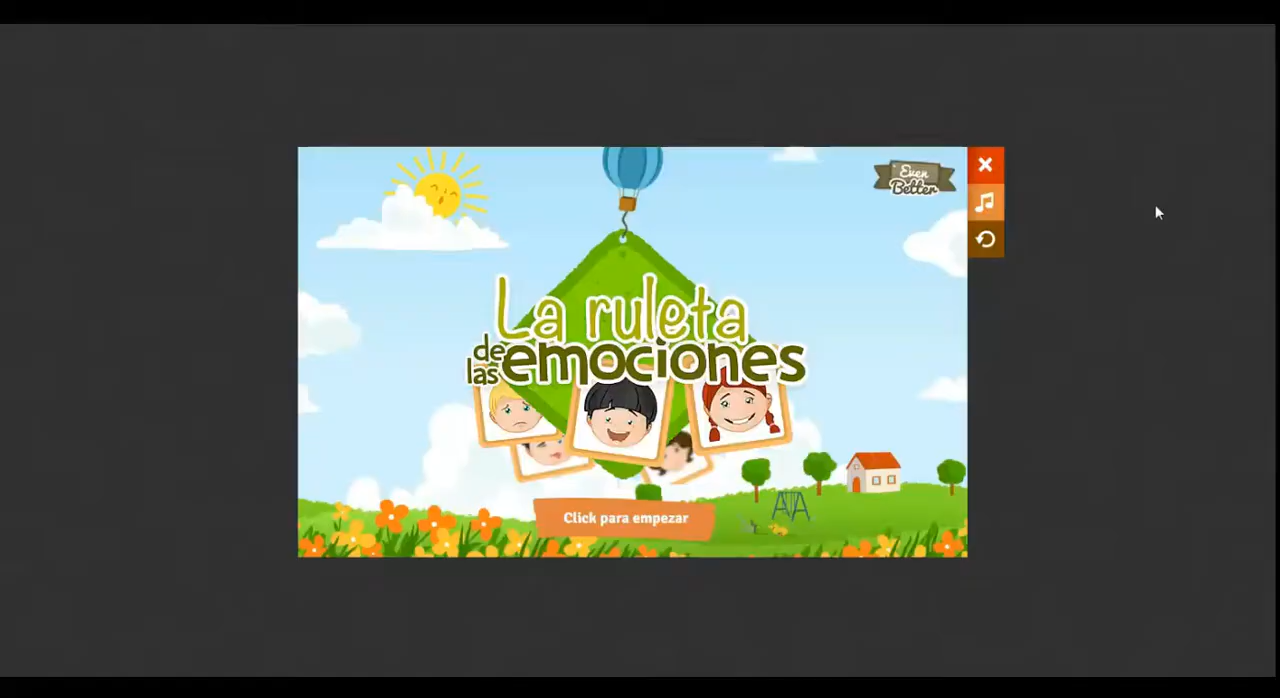 Even
Better
La ruleta
de las emociones
Click para empezar